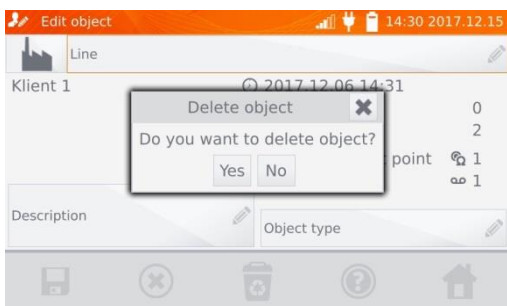 Edit object
14:30 2017.12.15
Line
Klient 1
2017.12.06 14:31
Delete object
0
Do you want to delete object?
2
Yes No
point 1
1
Description
Object type